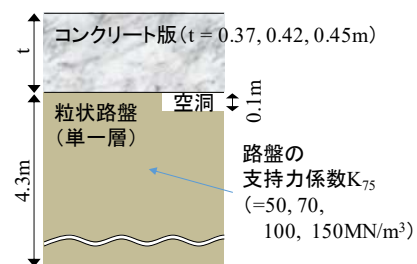 t
コンクリート版(t = 0.37, 0.42, 0.45m)
空洞
0.1m
粒状路盤
(単一層)
4.3m
路盤の
支持力係数K75
(=50, 70,
100, 150MN/m³)